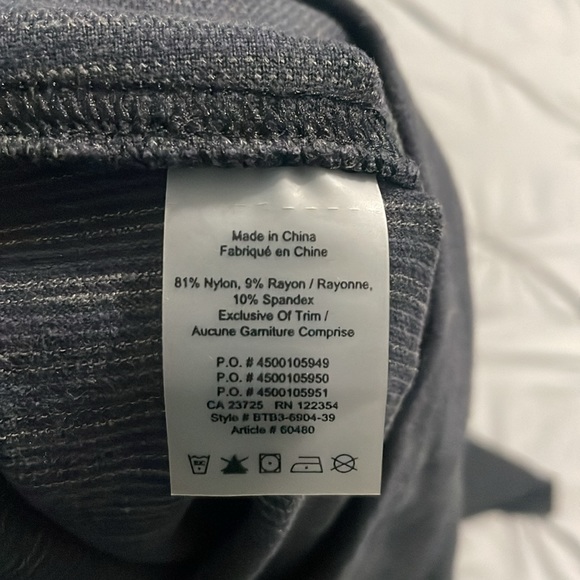 Made in China
Fabriqué en Chine
81% Nylon, 9% Rayon / Rayonne,
10% Spandex
Exclusive Of Trim /
Aucune Garniture Comprise
P.O. # 4500105949
P.O. # 4500105950
P.O. # 4500105951
CA 23725 RN 122354
Style # BTB3-6904-39
Article # 60460